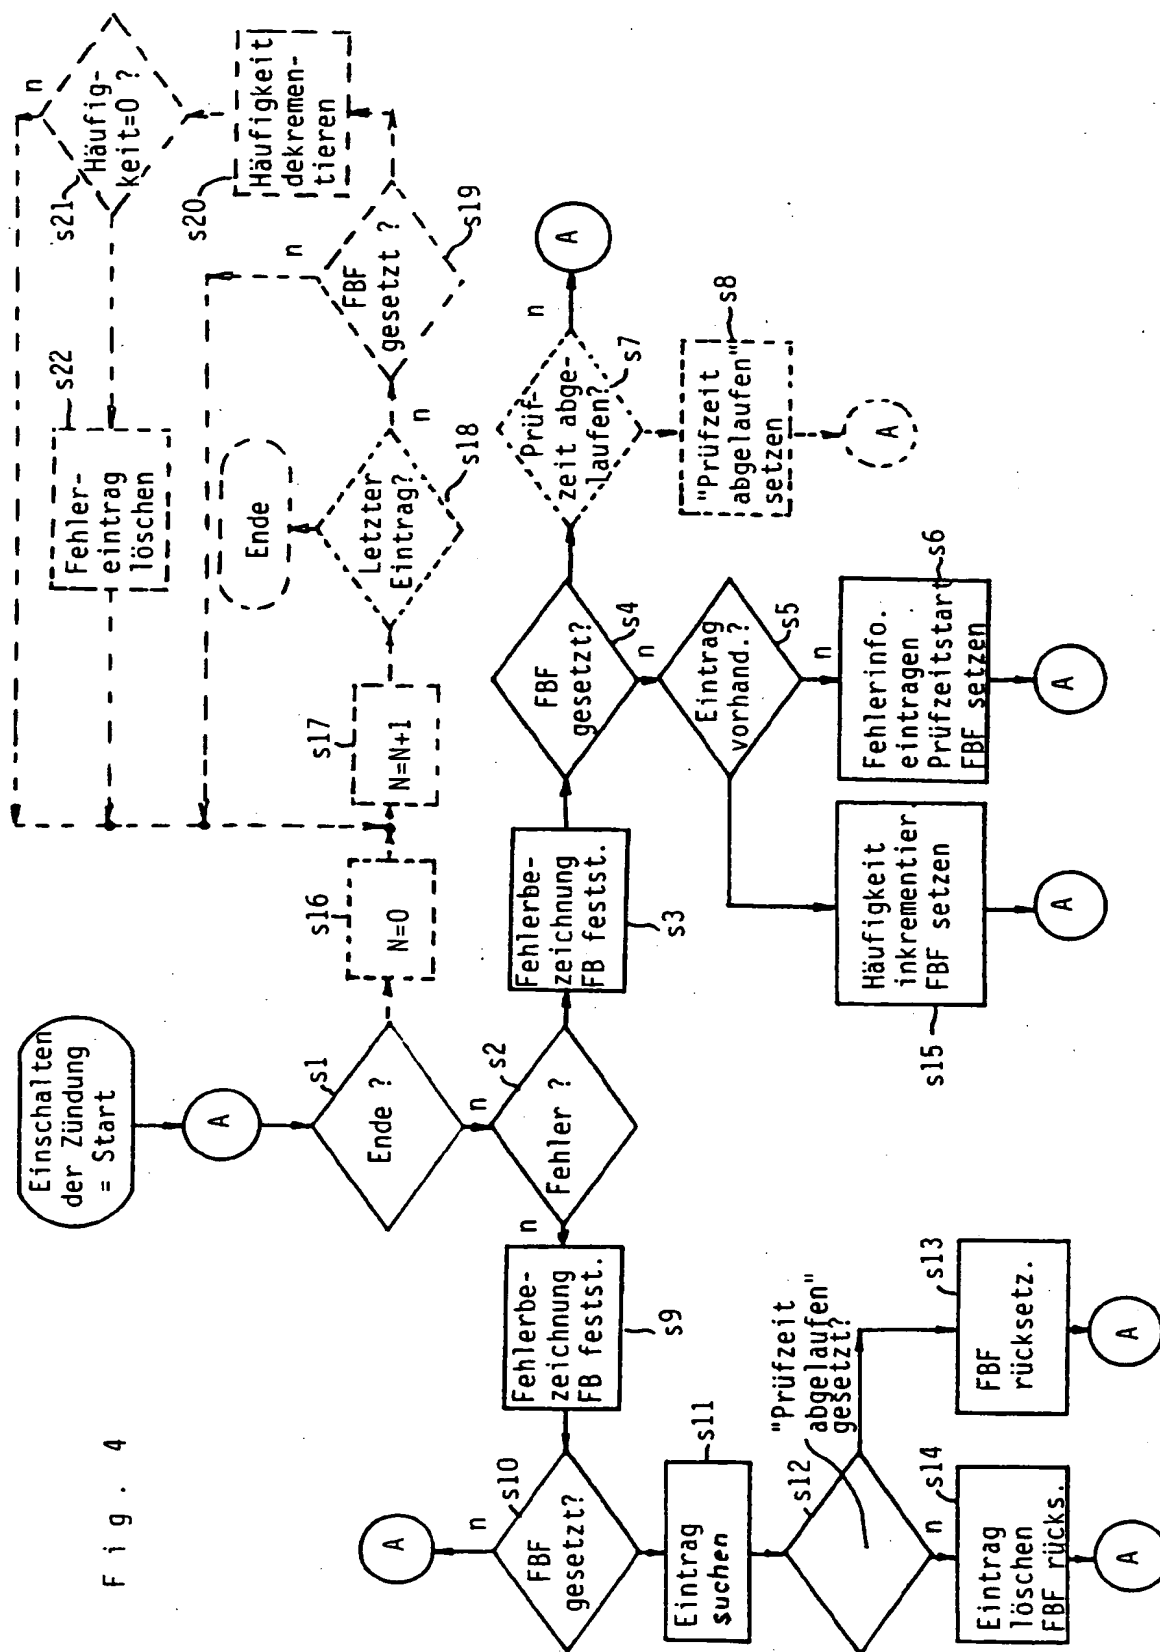 Fig. 4
Einschalten
der Zündung
= Start
A
s1
Ende ?
n
s2
Fehler ?
n
s16
N=0
s17
N=N+1
s18
Letzter
Eintrag?
n
Ende
s19
FBF
gesetzt ?
n
s20
Häufigkeit
dekremen-
tieren
s21
Häufig-
keit=0 ?
n
s22
Fehler-
eintrag
löschen
s3
Fehlerbe-
zeichnung
FB festst.
s4
FBF
gesetzt?
n
s7
Prüf-
zeit abge-
laufen?
n
A
s8
"Prüfzeit
abgelaufen"
setzen
A
s5
Eintrag
vorhand.?
n
s6
Fehlerinfo.
eintragen
Prüfzeitstart
FBF setzen
A
s15
Häufigkeit
inkrementier.
FBF setzen
A
s9
Fehlerbe-
zeichnung
FB festst.
s10
FBF
gesetzt?
n
A
s11
Eintrag
suchen
s12
"Prüfzeit
abgelaufen"
gesetzt?
n
s13
FBF
rücksetz.
A
s14
Eintrag
löschen
FBF rücks.
A